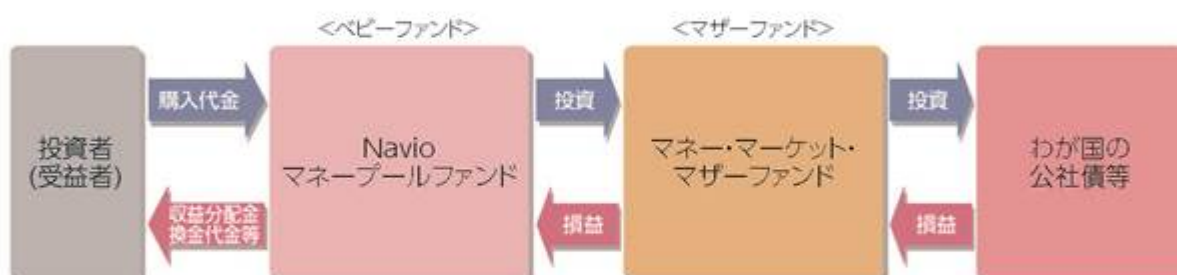 <ベビーファンド>
<マザーファンド>
投資者
(受益者)
購入代金
収益分配金
換金代金等
Navio
マネープールファンド
投資
損益
マネー・マーケット・
マザーファンド
投資
損益
わが国の
公社債等